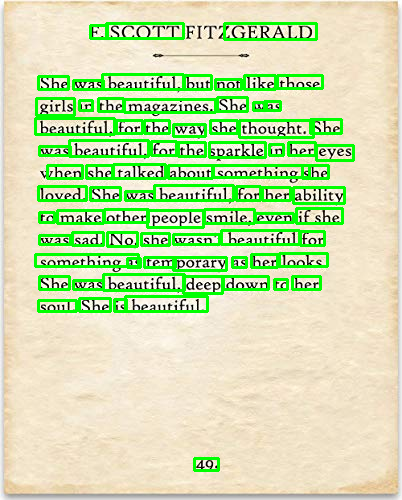 F. SCOTT FITZGERALD
She was beautiful, but not like those
girls in the magazines. She was
beautiful, for the way she thought. She
was beautiful, for the sparkle in her eyes
when she talked about something she
loved. She was beautiful, for her ability
to make other people smile, even if she
was sad. No, she wasn't beautiful for
something as temporary as her looks.
She was beautiful, deep down to her
soul. She is beautiful.
49.